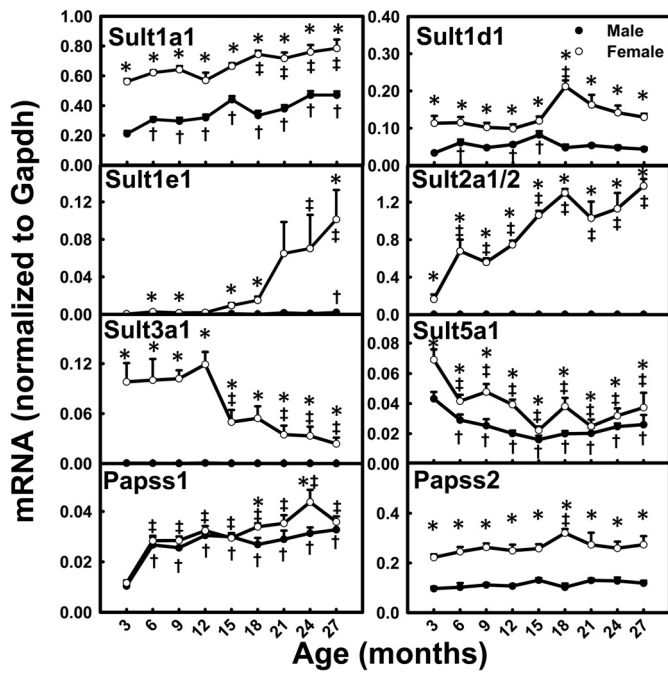 Sult1a1
Sult1d1
Male
Female
1.00
0.80
0.60
0.40
0.20
0.00
* * * * * * * * *
‡ ‡ ‡ ‡
† † † † † † †
0.40
0.30
0.20
0.10
0.00
* * * * * * * * *
‡
† † †
Sult1e1
Sult2a1/2
0.12
0.08
0.04
0.0
* * * * *
‡ ‡
†
1.2
0.8
0.4
0.0
* * * * * * * *
‡ ‡ ‡ ‡ ‡ ‡ ‡ ‡
Sult3a1
Sult5a1
0.12
0.06
0.00
* * * * * * * * *
‡ ‡ ‡ ‡ ‡
0.08
0.06
0.04
0.02
0.00
* * * * * * * * *
‡ ‡ ‡ ‡ ‡ ‡ ‡ ‡
† † † † † † † †
Papss1
Papss2
0.04
0.02
0.00
* *‡
‡ ‡ ‡ ‡ ‡ ‡ ‡
† † † † † † †
0.4
0.2
0.0
* * * * * * * * *
‡
3 6 9 12 15 18 21 24 27
3 6 9 12 15 18 21 24 27
mRNA (normalized to Gapdh)
Age (months)